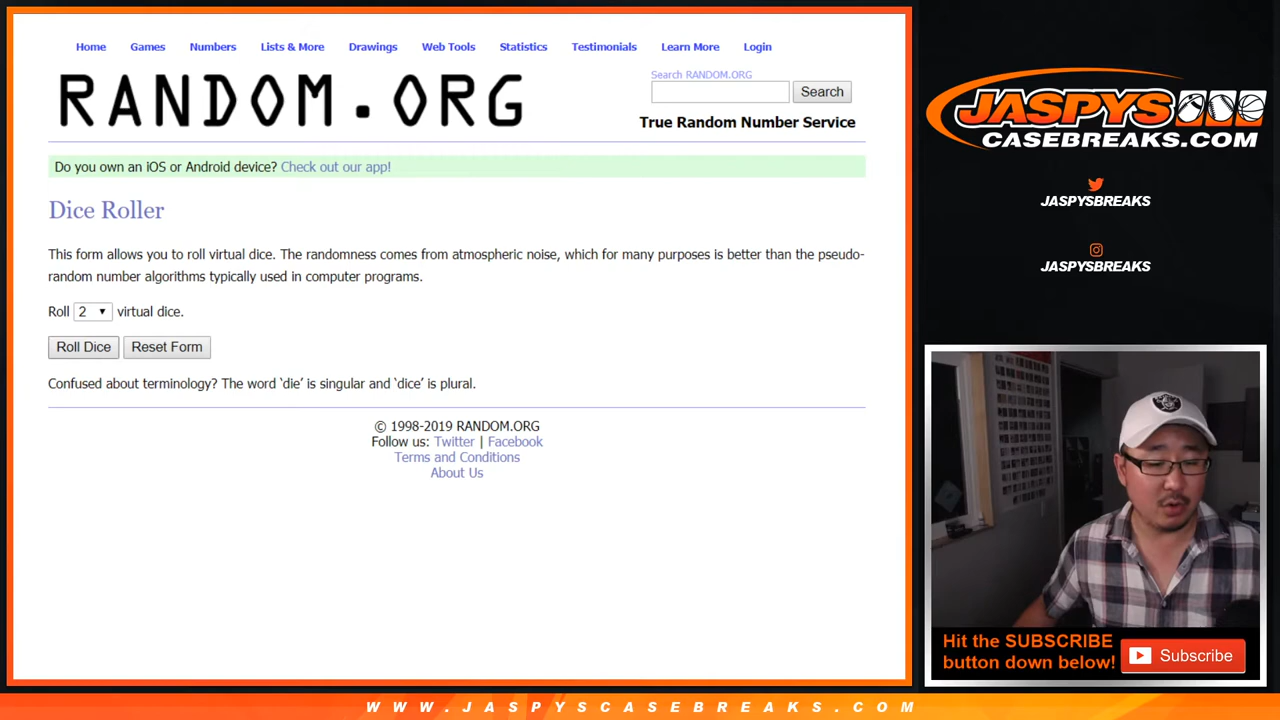 Home Games Numbers Lists & More Drawings Web Tools Statistics Testimonials Learn More Login
RANDOM.ORG
Search RANDOM.ORG
Search
True Random Number Service
Do you own an iOS or Android device? Check out our app!
Dice Roller
This form allows you to roll virtual dice. The randomness comes from atmospheric noise, which for many purposes is better than the pseudo-
random number algorithms typically used in computer programs.
Roll 2 virtual dice.
Roll Dice Reset Form
Confused about terminology? The word ‘die’ is singular and ‘dice’ is plural.
© 1998-2019 RANDOM.ORG
Follow us: Twitter | Facebook
Terms and Conditions
About Us
JASPYS
CASEBREAKS.COM
JASPYSBREAKS
JASPYSBREAKS
Hit the SUBSCRIBE
button down below!
Subscribe
WWW.JASPYSCASEBREAKS.COM